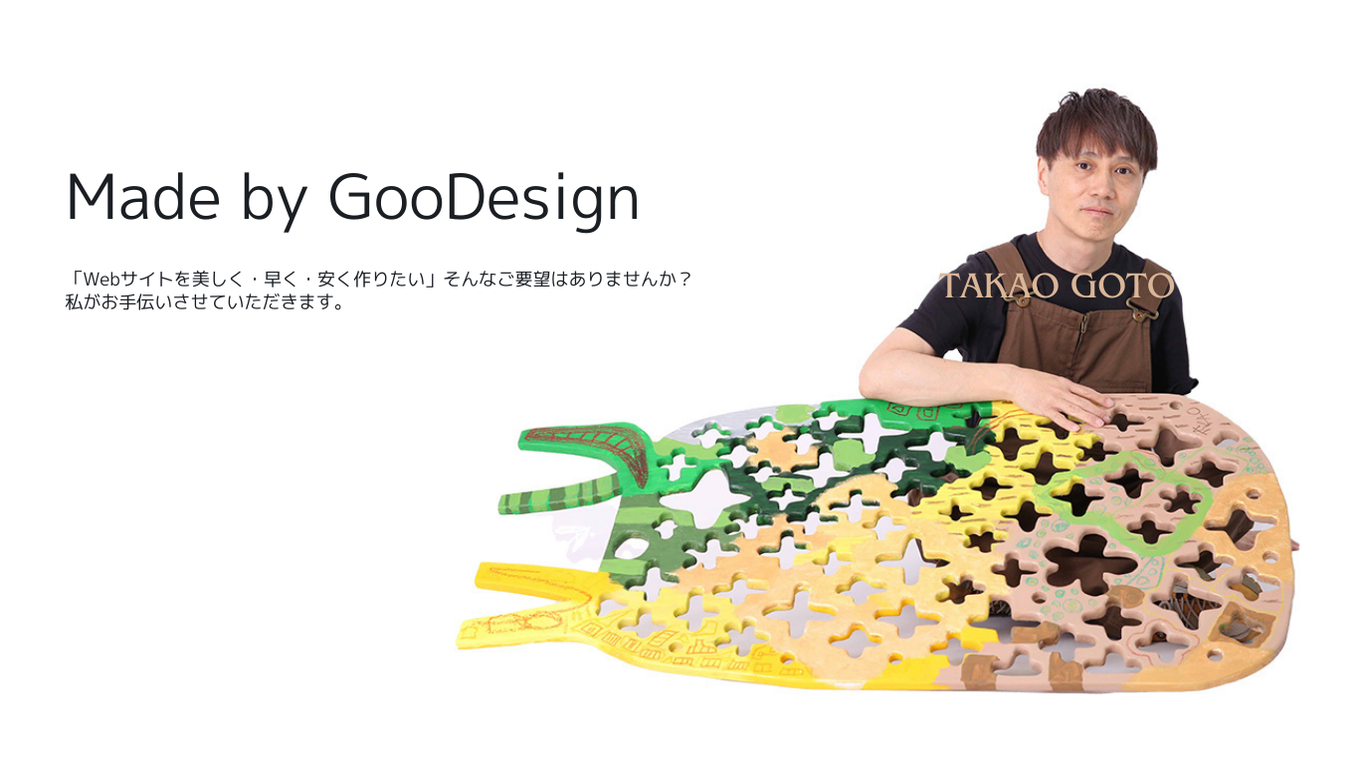 Made by GooDesign
「Webサイトを美しく・早く・安く作りたい」そんなご要望はありませんか？
私がお手伝いさせていただきます。
TAKAO GOTO